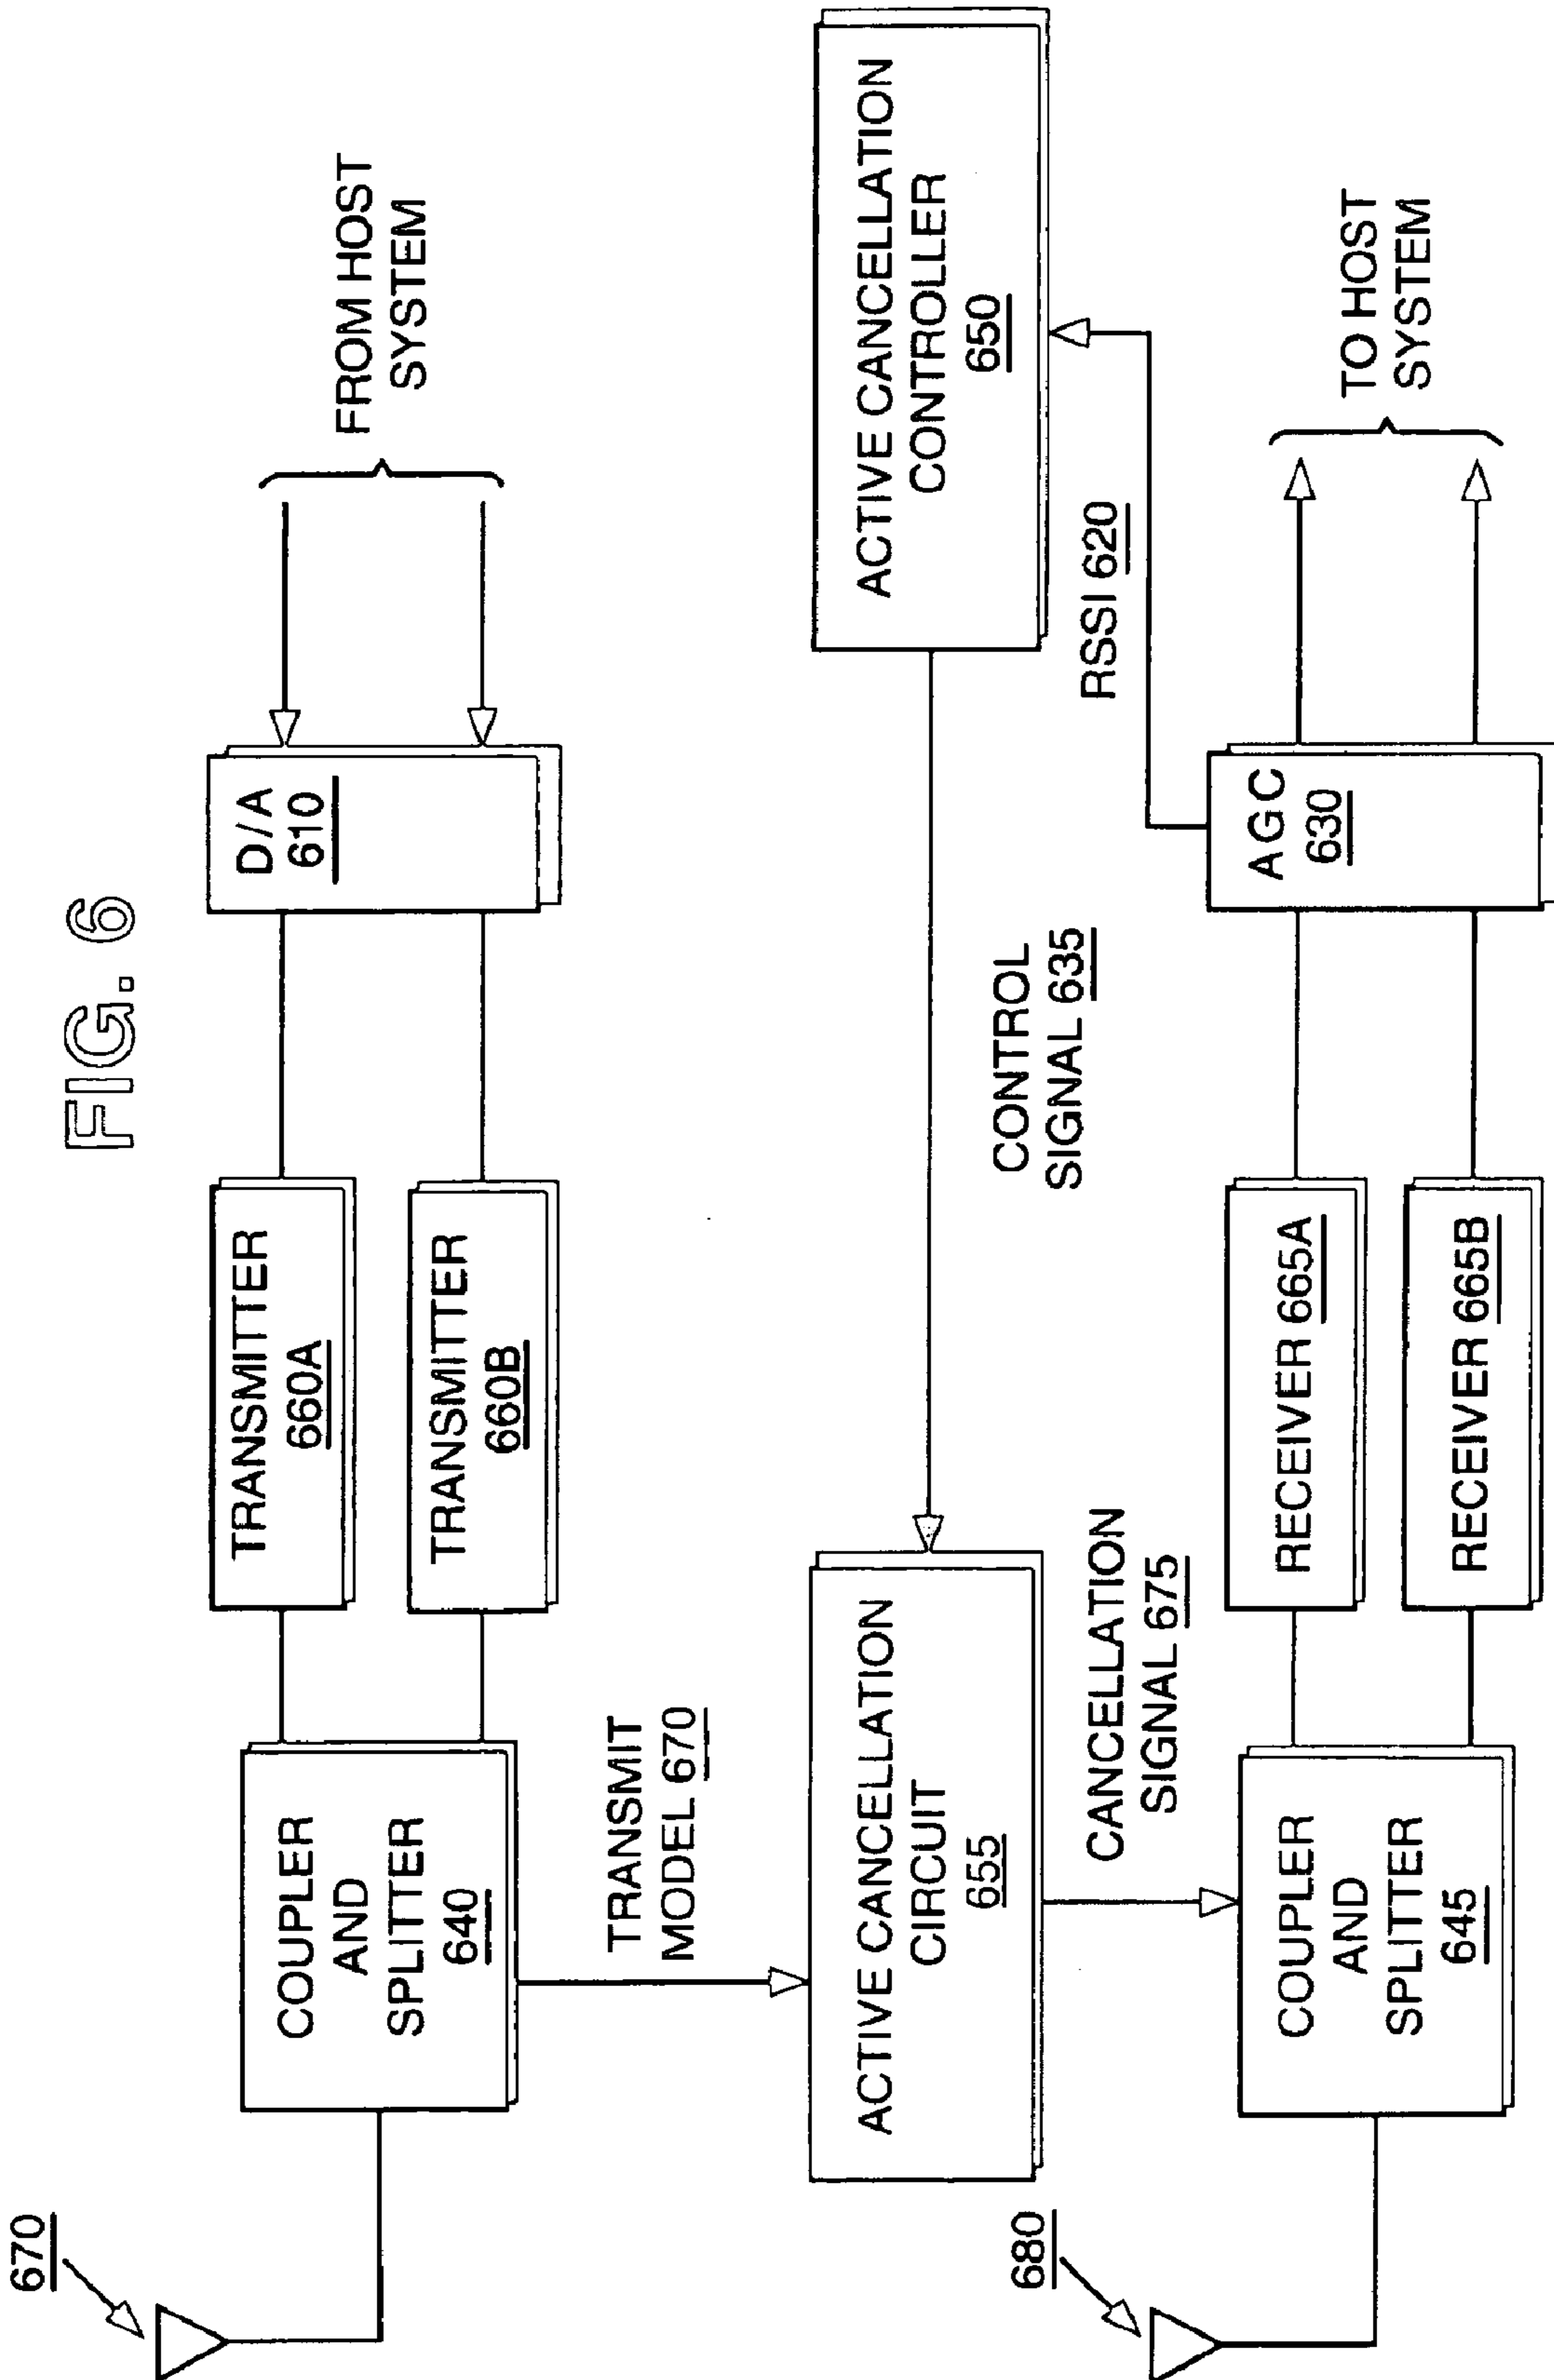 FIG. 6
670
COUPLER
AND
SPLITTER
640
TRANSMITTER
660A
TRANSMITTER
660B
D/A
610
FROM HOST
SYSTEM
TRANSMIT
MODEL 670
ACTIVE CANCELLATION
CIRCUIT
655
CONTROL
SIGNAL 635
ACTIVE CANCELLATION
CONTROLLER
650
CANCELLATION
SIGNAL 675
RSSI 620
680
COUPLER
AND
SPLITTER
645
RECEIVER 665A
RECEIVER 665B
AGC
630
TO HOST
SYSTEM